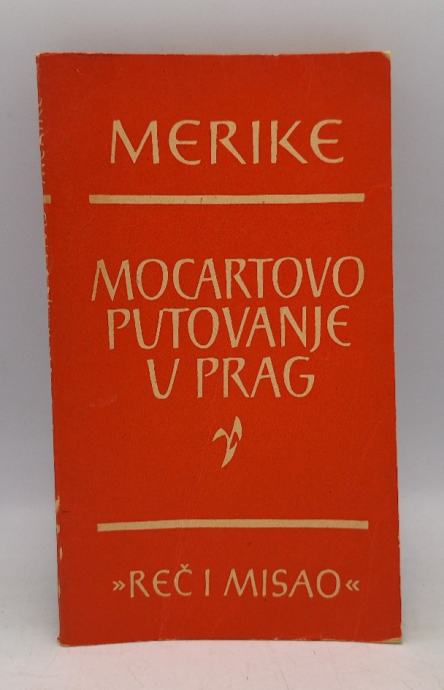 MERIKE
MOCARTOVO
PUTOVANJE
U PRAG
»REČ I MISAO«